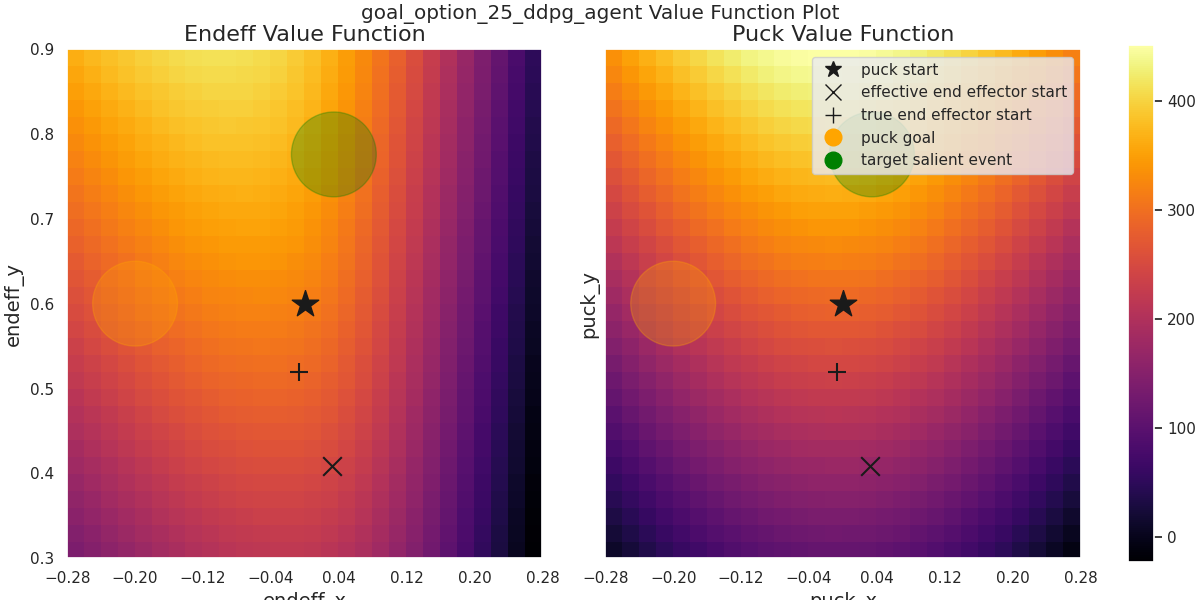 goal_option_25_ddpg_agent Value Function Plot
Endeff Value Function
0.9
0.8
0.7
0.6
0.5
0.4
0.3
endeff_y
−0.28 −0.20 −0.12 −0.04 0.04 0.12 0.20 0.28
endeff_x
Puck Value Function
puck start
effective end effector start
true end effector start
puck goal
target salient event
puck_y
−0.28 −0.20 −0.12 −0.04 0.04 0.12 0.20 0.28
puck_x
400
300
200
100
0